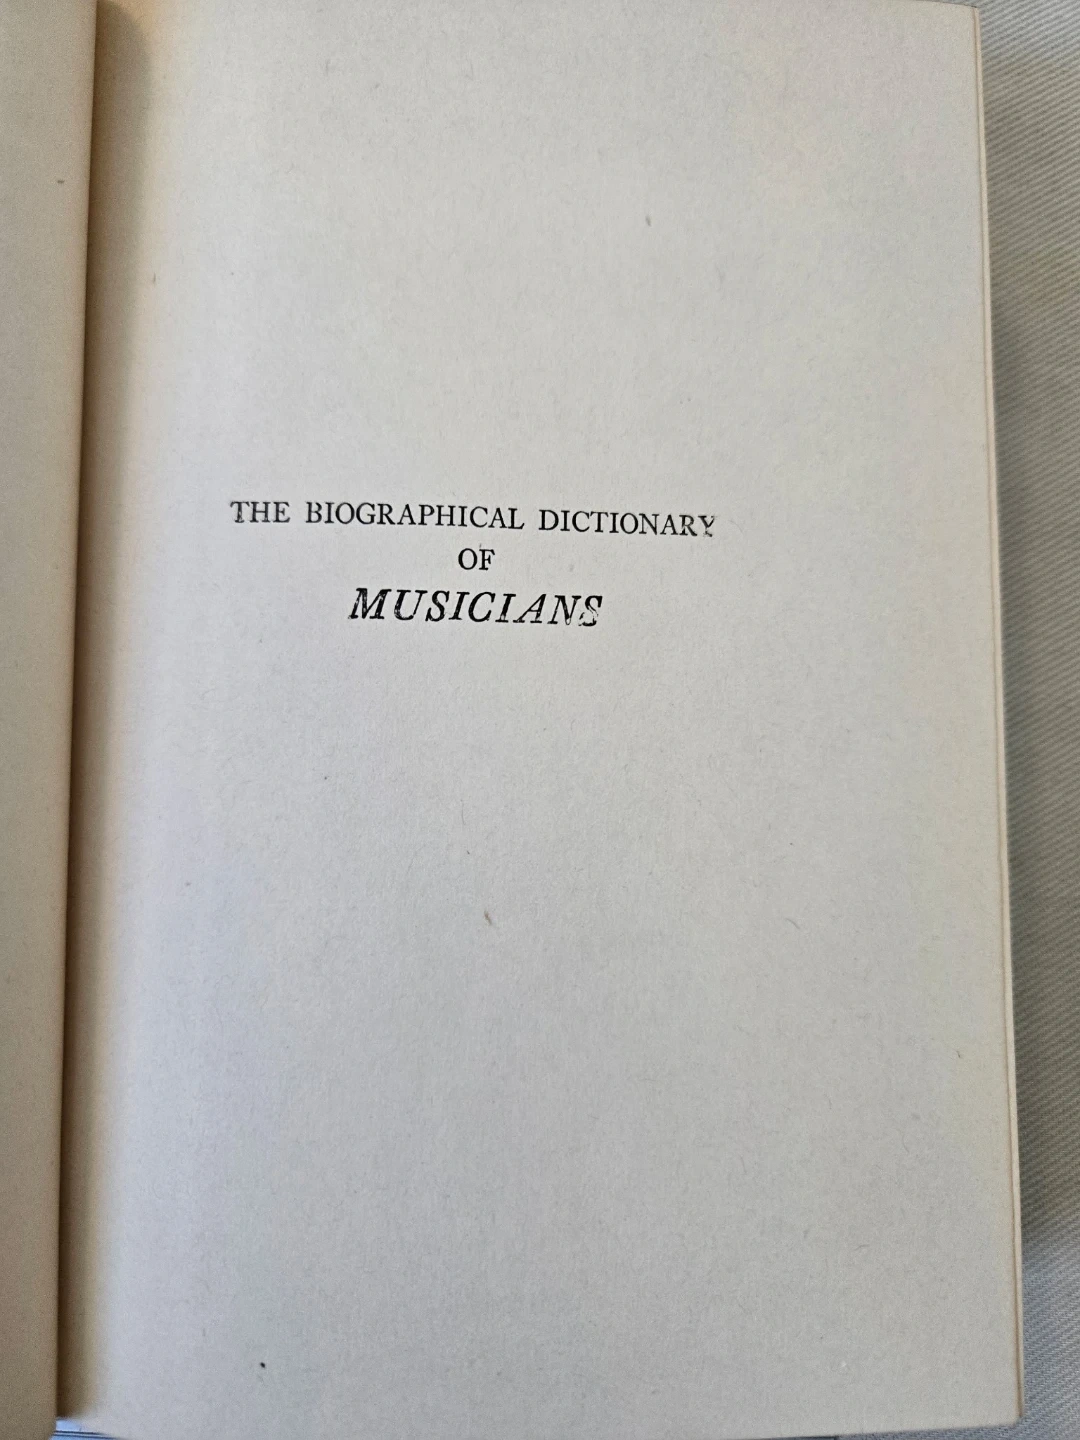 THE BIOGRAPHICAL DICTIONARY
OF
MUSICIANS